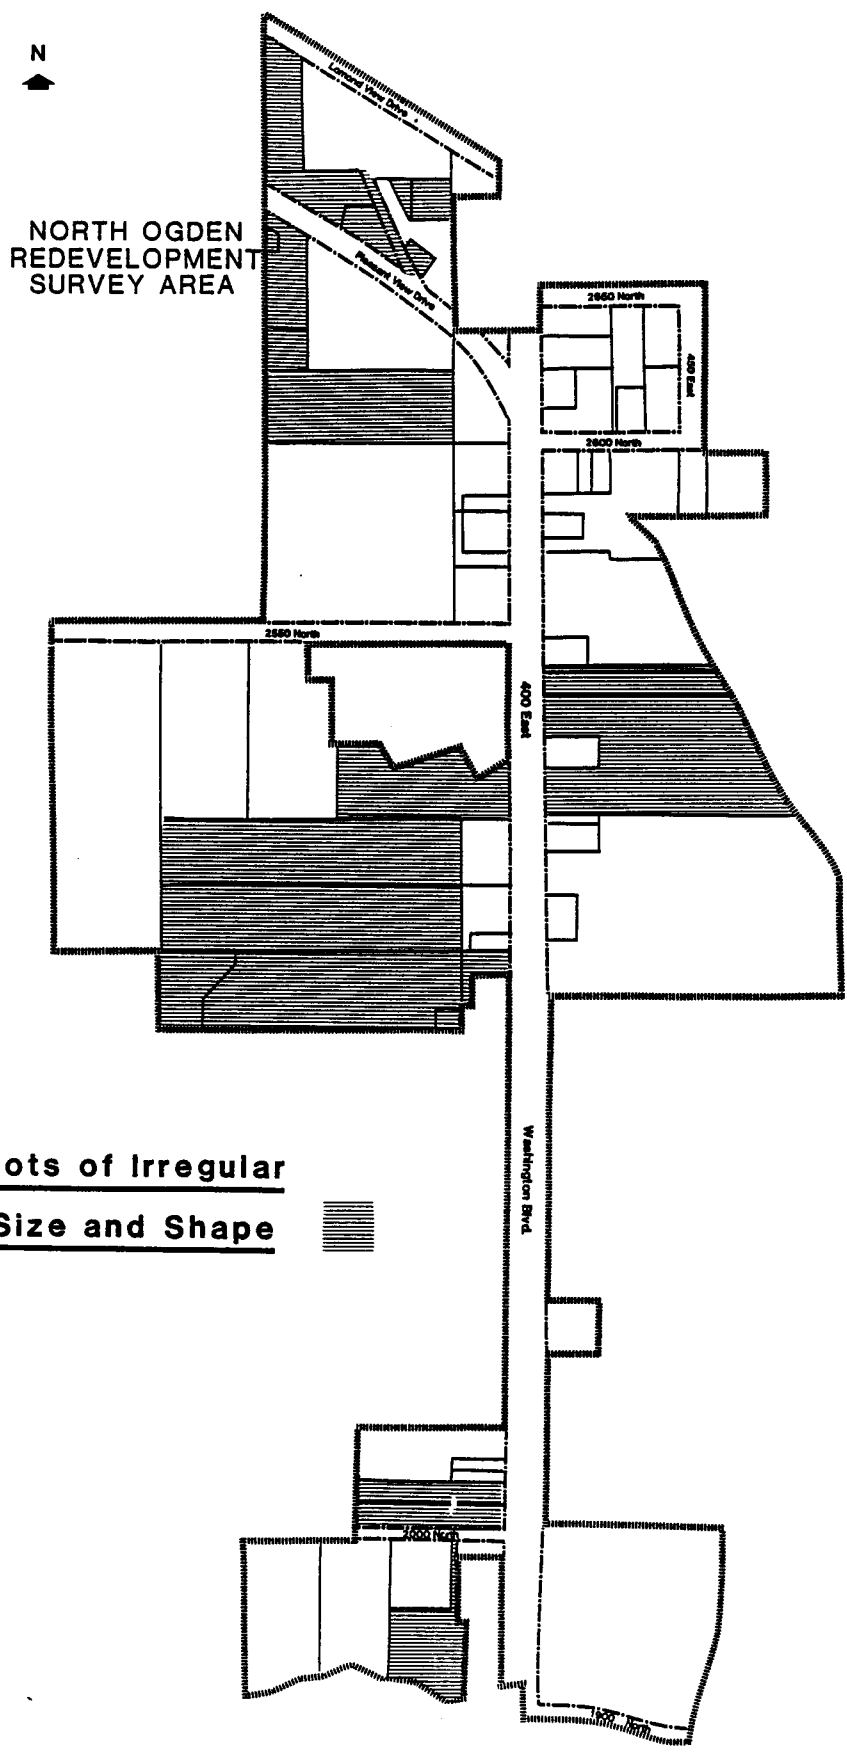 N
Lomond View Drive
NORTH OGDEN
REDEVELOPMENT
SURVEY AREA
Pleasant View Drive
2650 North
450 East
2600 North
2550 North
400 East
ots of Irregular
Size and Shape
Washington Blvd.
2000 North
1900 North